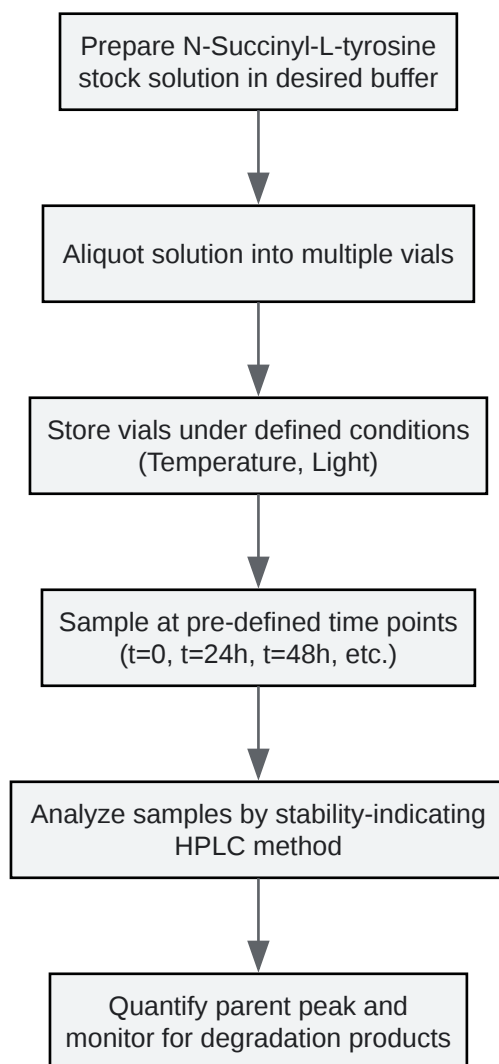 Prepare N-Succinyl-L-tyrosine
stock solution in desired buffer
Aliquot solution into multiple vials
Store vials under defined conditions
(Temperature, Light)
Sample at pre-defined time points
(t=0, t=24h, t=48h, etc.)
Analyze samples by stability-indicating
HPLC method
Quantify parent peak and
monitor for degradation products